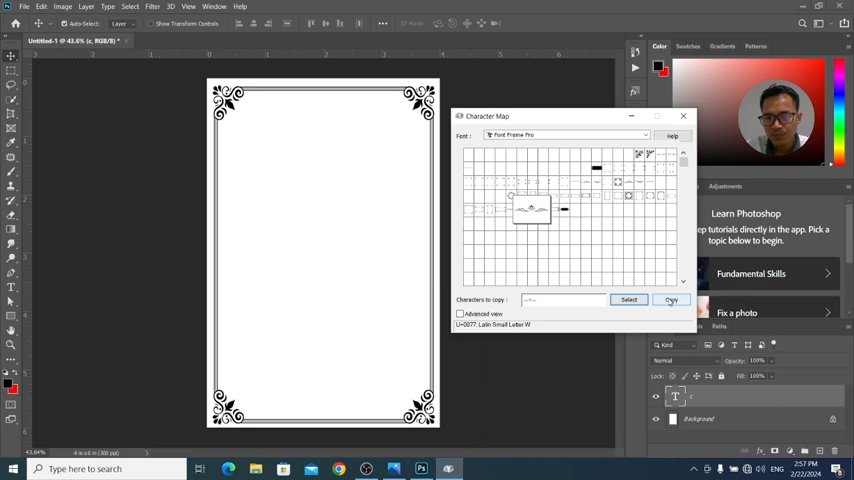 File Edit Image Layer Type Select Filter 3D View Window Help
Auto-Select: Layer Show Transform Controls 3D Mode:
Untitled-1 @ 43.6% (c, RGB/8) *
Color Swatches Gradients Patterns
Character Map
Font : Font Frame Pro Help
Adjustments
Learn Photoshop
tutorials directly in the app. Pick a
topic below to begin.
Fundamental Skills
Fix a photo
Characters to copy : Select Copy
Advanced view
U+0077: Latin Small Letter W
Paths
Kind
Normal Opacity: 100%
Lock: Fill: 100%
T c
Background
43.64% 4 in x 6 in (300 ppi)
Type here to search
ENG 2:57 PM
2/22/2024